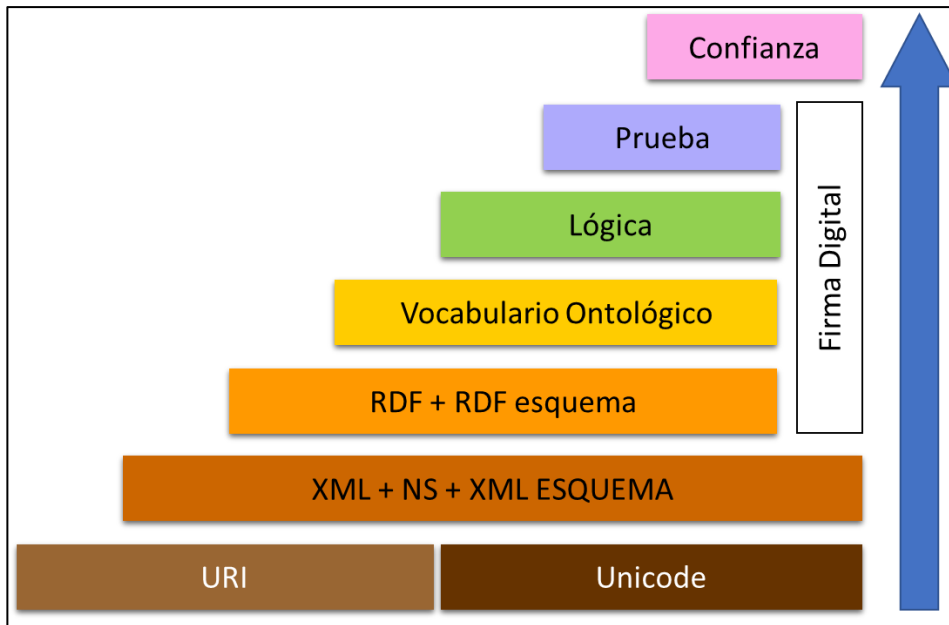 Confianza
Prueba
Lógica
Vocabulario Ontológico
RDF + RDF esquema
Firma Digital
XML + NS + XML ESQUEMA
URI
Unicode